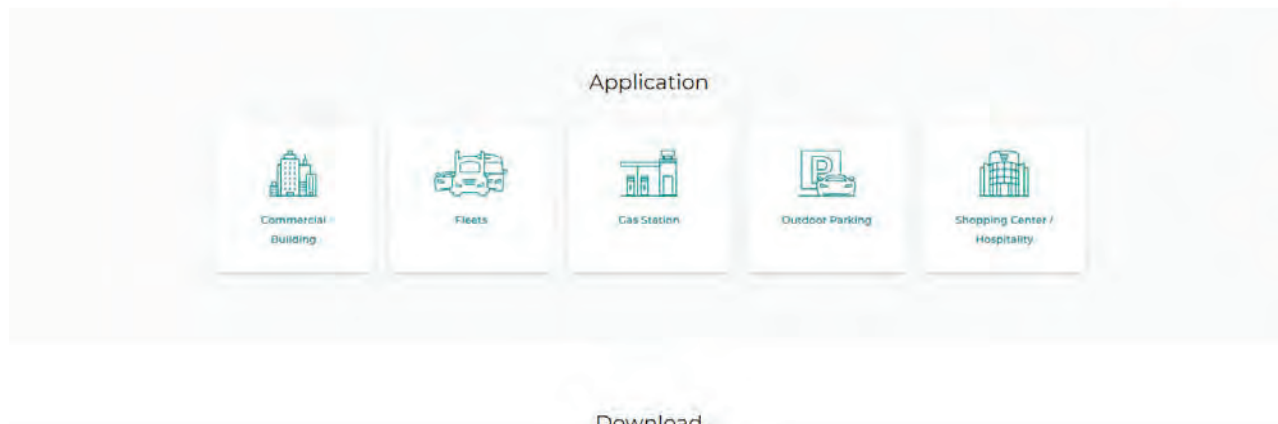 Application
Commercial Building
Fleets
Gas Station
Outdoor Parking
Shopping Center /
Hospitality
Download